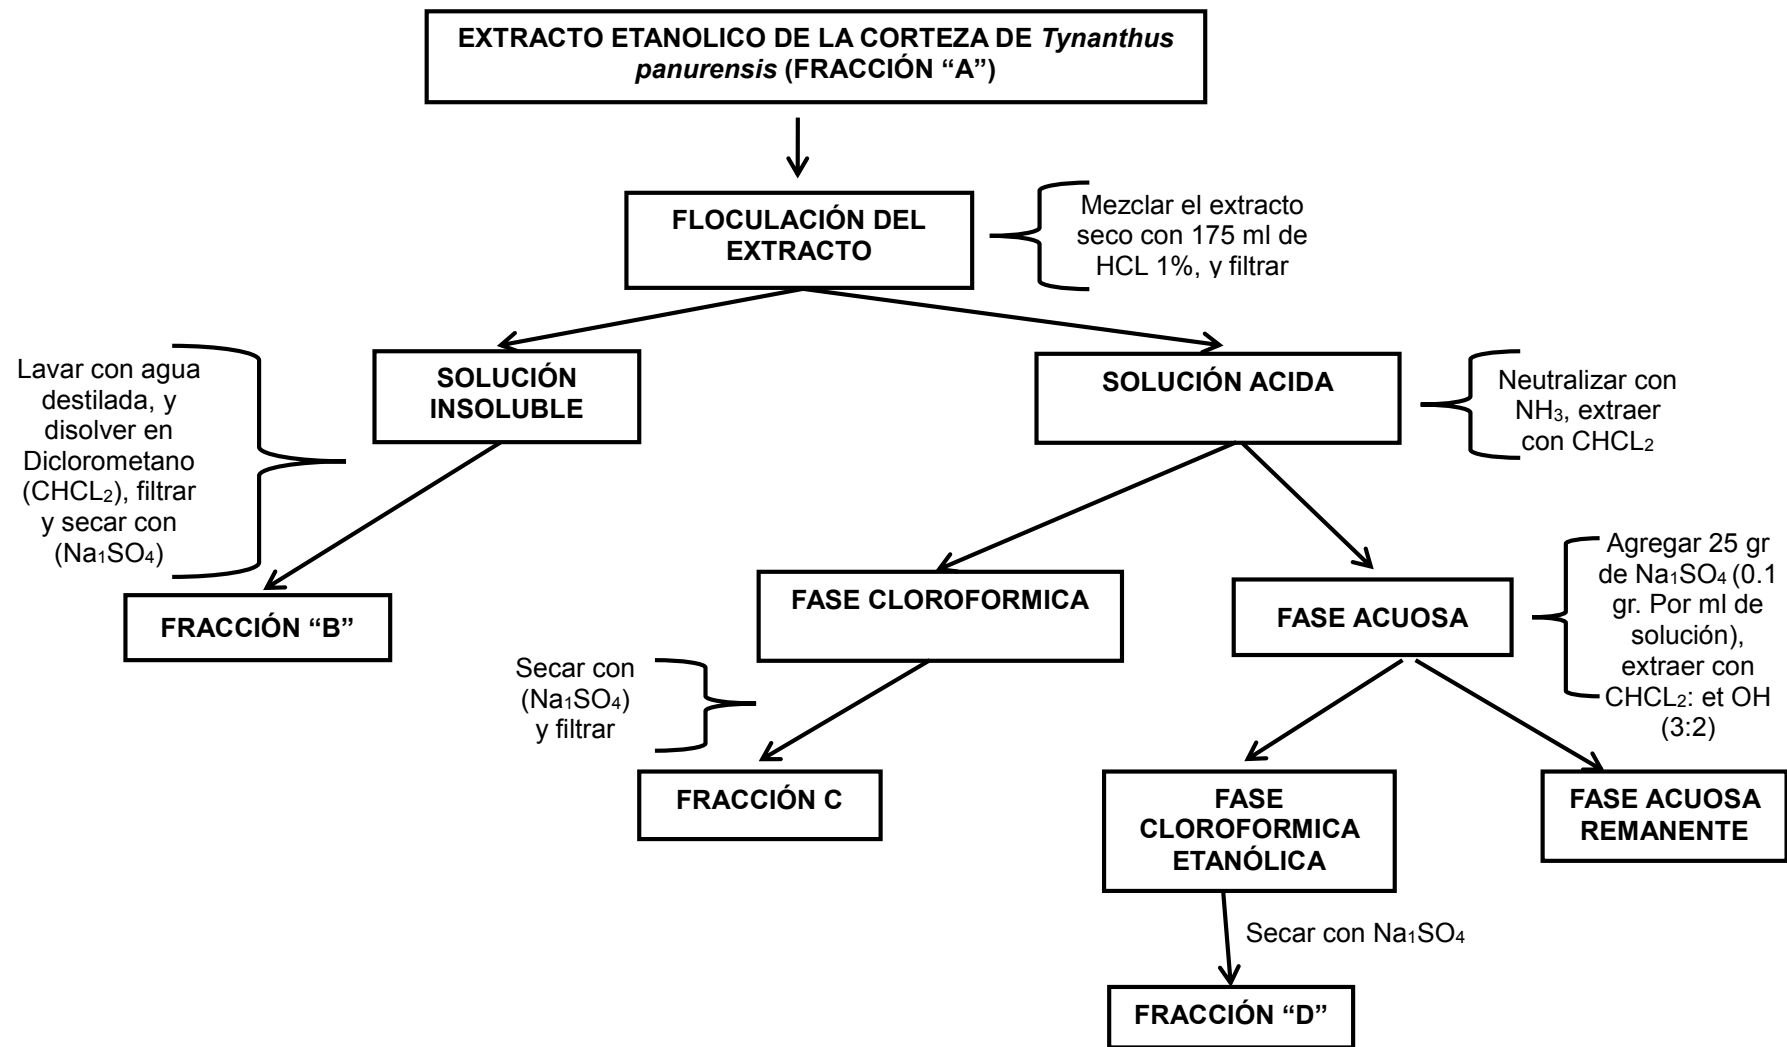 EXTRACTO ETANOLICO DE LA CORTEZA DE Tynanthus
panurensis (FRACCIÓN “A”)
FLOCULACIÓN DEL
EXTRACTO
Mezclar el extracto
seco con 175 ml de
HCL 1%, y filtrar
Lavar con agua
destilada, y
disolver en
Diclorometano
(CHCL₂), filtrar
y secar con
(Na₁SO₄)
SOLUCIÓN
INSOLUBLE
SOLUCIÓN ACIDA
Neutralizar con
NH₃, extraer
con CHCL₂
FRACCIÓN “B”
FASE CLOROFORMICA
FASE ACUOSA
Agregar 25 gr
de Na₁SO₄ (0.1
gr. Por ml de
solución),
extraer con
CHCL₂: et OH
(3:2)
Secar con
(Na₁SO₄)
y filtrar
FRACCIÓN C
FASE
CLOROFORMICA
ETANÓLICA
FASE ACUOSA
REMANENTE
Secar con Na₁SO₄
FRACCIÓN “D”